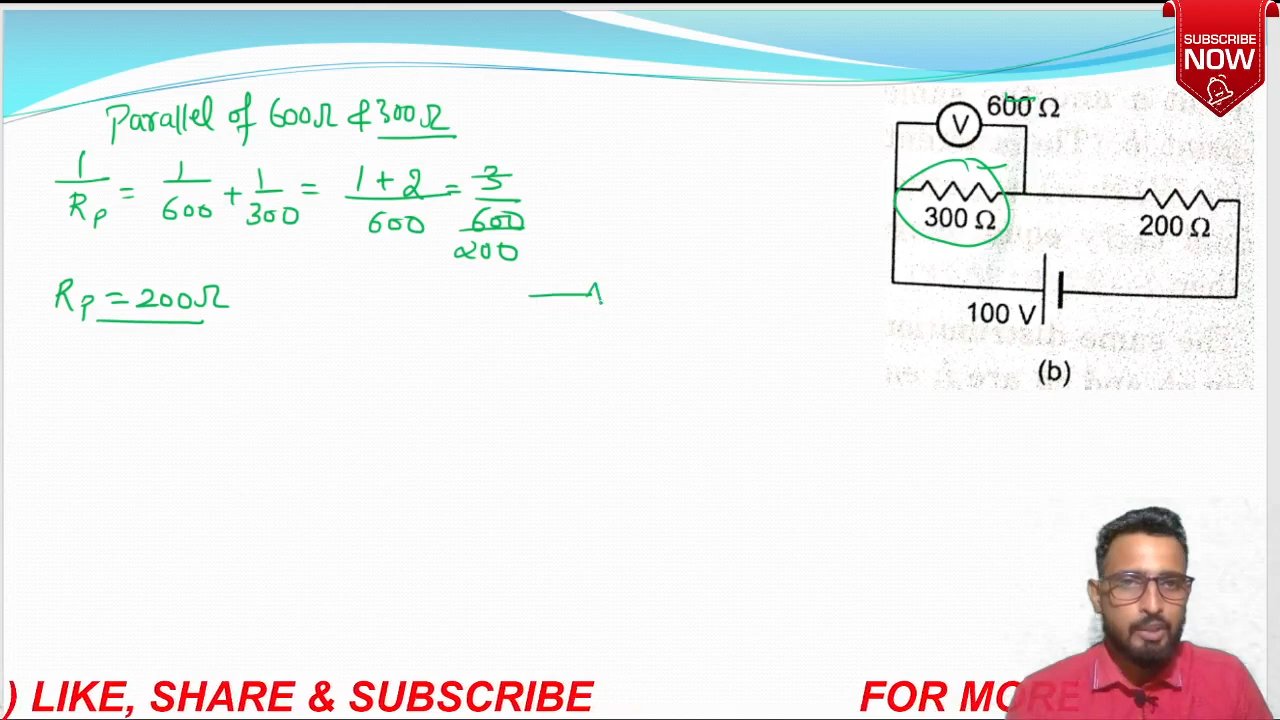 SUBSCRIBE
NOW
Parallel of 600Ω & 300Ω
1/Rp = 1/600 + 1/300 = 1+2/600 = 3/600
200
Rp = 200Ω
600 Ω
V
300 Ω
200 Ω
100 V
(b)
) LIKE, SHARE & SUBSCRIBE FOR MORE